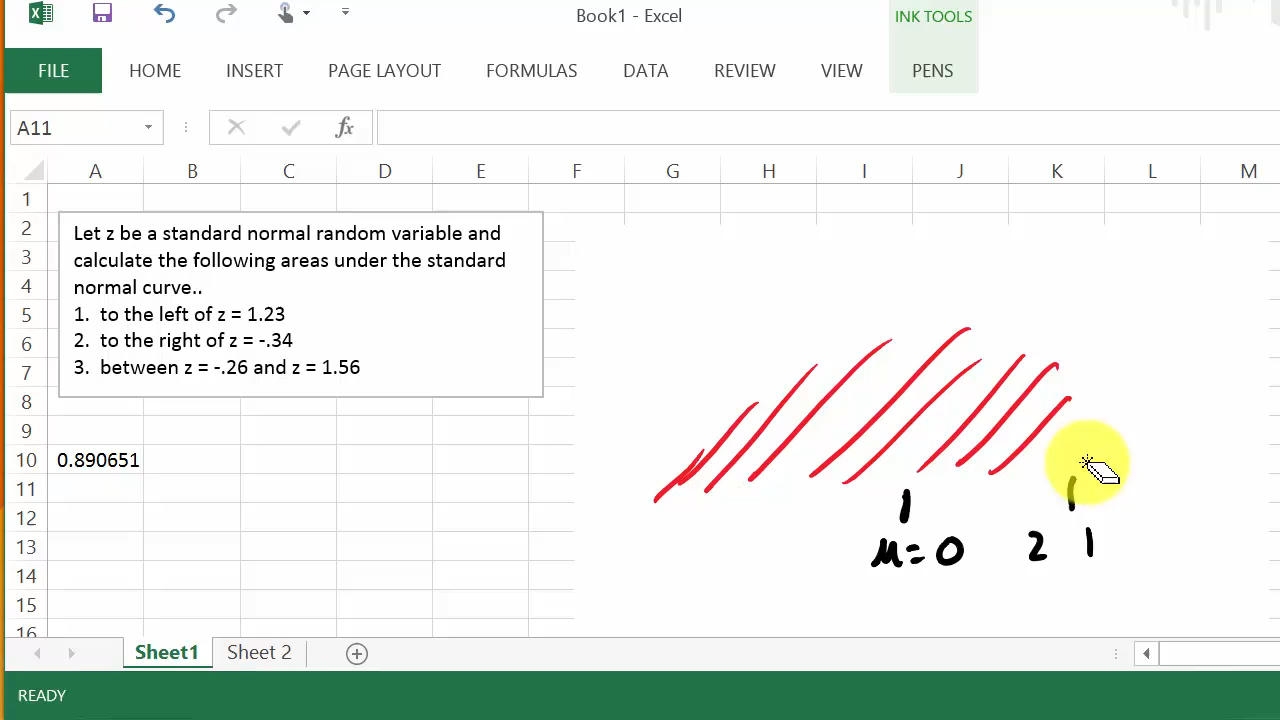 Book1 - Excel
INK TOOLS
FILE HOME INSERT PAGE LAYOUT FORMULAS DATA REVIEW VIEW PENS
A11 fx
A B C D E F G H I J K L M
1
2
3
4
5
6
7
8
9
10 0.890651
11
12
13
14
15
16
Let z be a standard normal random variable and
calculate the following areas under the standard
normal curve..
1. to the left of z = 1.23
2. to the right of z = -.34
3. between z = -.26 and z = 1.56
μ=0 2 1
Sheet1 Sheet 2
READY